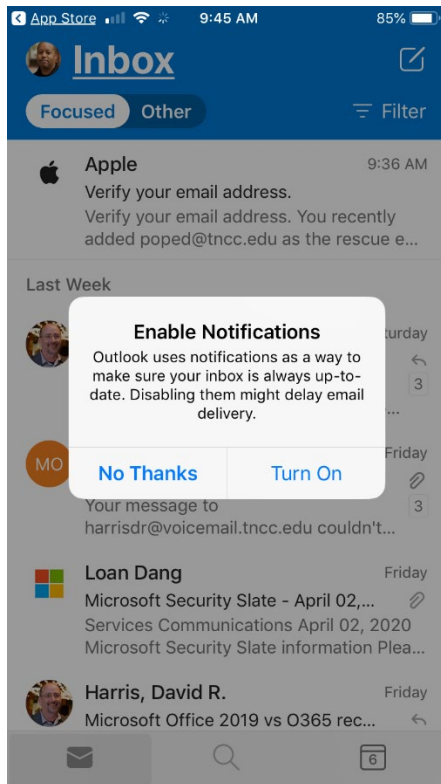 App Store 9:45 AM 85%
Inbox
Focused Other Filter
Apple 9:36 AM
Verify your email address.
Verify your email address. You recently
added poped@tncc.edu as the rescue e...
Last Week
Saturday
3
...
Enable Notifications
Outlook uses notifications as a way to
make sure your inbox is always up-to-
date. Disabling them might delay email
delivery.
No Thanks Turn On
MO Friday
Your message to 3
harrisdr@voicemail.tncc.edu couldn't...
Loan Dang Friday
Microsoft Security Slate - April 02,...
Services Communications April 02, 2020
Microsoft Security Slate information Plea...
Harris, David R. Friday
Microsoft Office 2019 vs O365 rec...
6